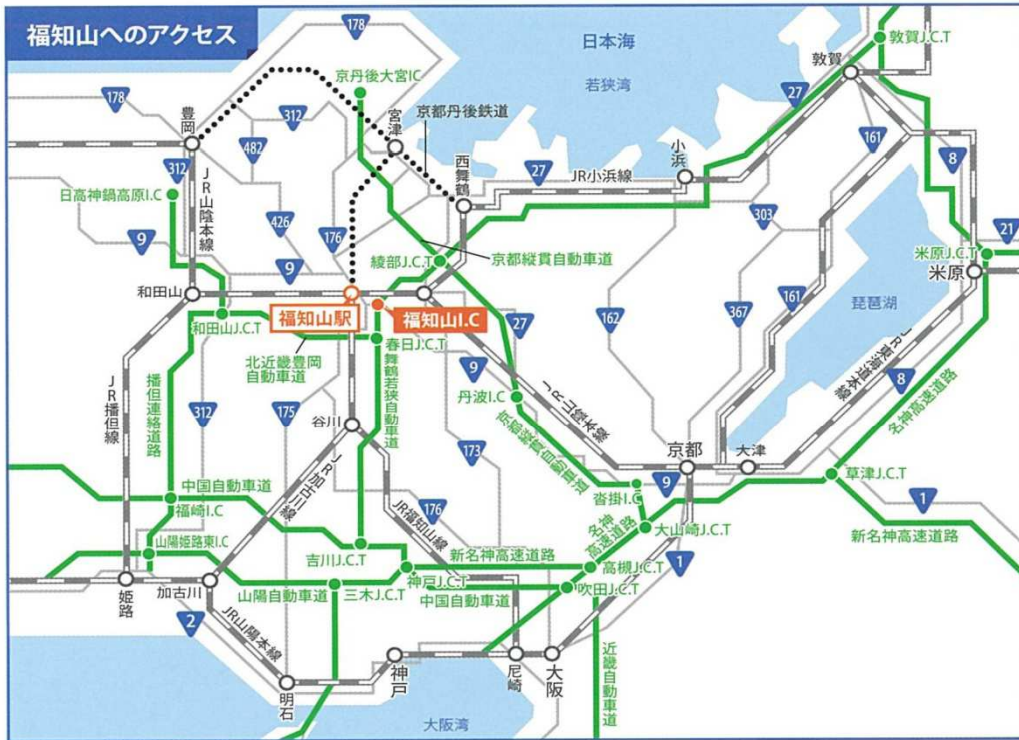 福知山へのアクセス
178
日本海
若狭湾
敦賀J.C.T
敦賀
京丹後大宮IC
178
312
宮津
京都丹後鉄道
27
161
8
豊岡
482
西舞鶴
27
JR小浜線
小浜
312
日高神鍋高原I.C
JR山陰本線
426
176
303
21
9
9
綾部J.C.T
京都縦貫自動車道
米原J.C.T
米原
和田山
福知山駅
福知山I.C
161
367
162
琵琶湖
和田山J.C.T
春日J.C.T
27
北近畿豊岡
自動車道
9
JR東海道本線
8
丹波I.C
JR山陰本線
名神高速道路
JR播但線
播但連絡道路
312
175
舞鶴若狭自動車道
谷川
173
京都縦貫自動車道
京都
大津
9
草津J.C.T
JR加古川線
中国自動車道
福崎I.C
JR福知山線
176
沓掛I.C
1
名神
高速道路
大山崎J.C.T
新名神高速道路
山陽姫路東I.C
吉川J.C.T
新名神高速道路
1
高槻J.C.T
神戸J.C.T
姫路
加古川
山陽自動車道
三木J.C.T
中国自動車道
吹田J.C.T
2
JR山陽本線
神戸
尼崎
大阪
近畿自動車道
明石
大阪湾